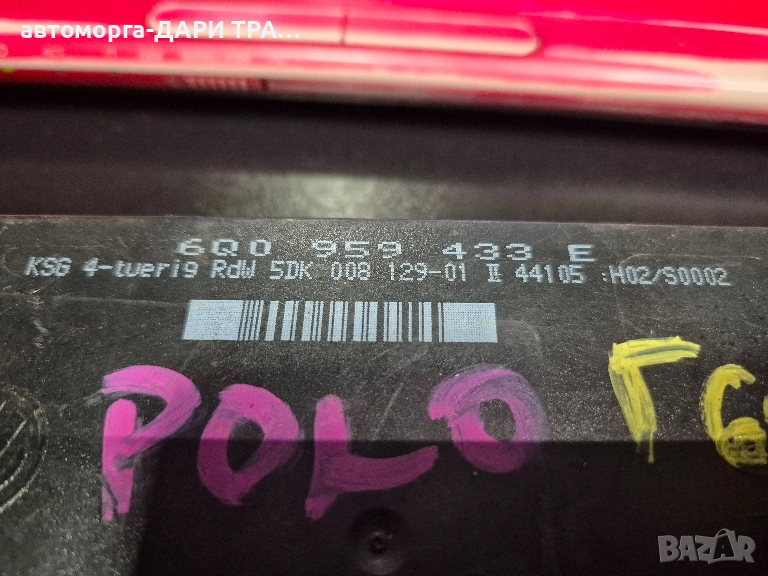 автоморга-ДАРИ ТРА...
6Q0 959 433 E
KSG 4-tuerig RdW 5DK 008 129-01 II 44105 :H02/S0002
POLO
BAZAR